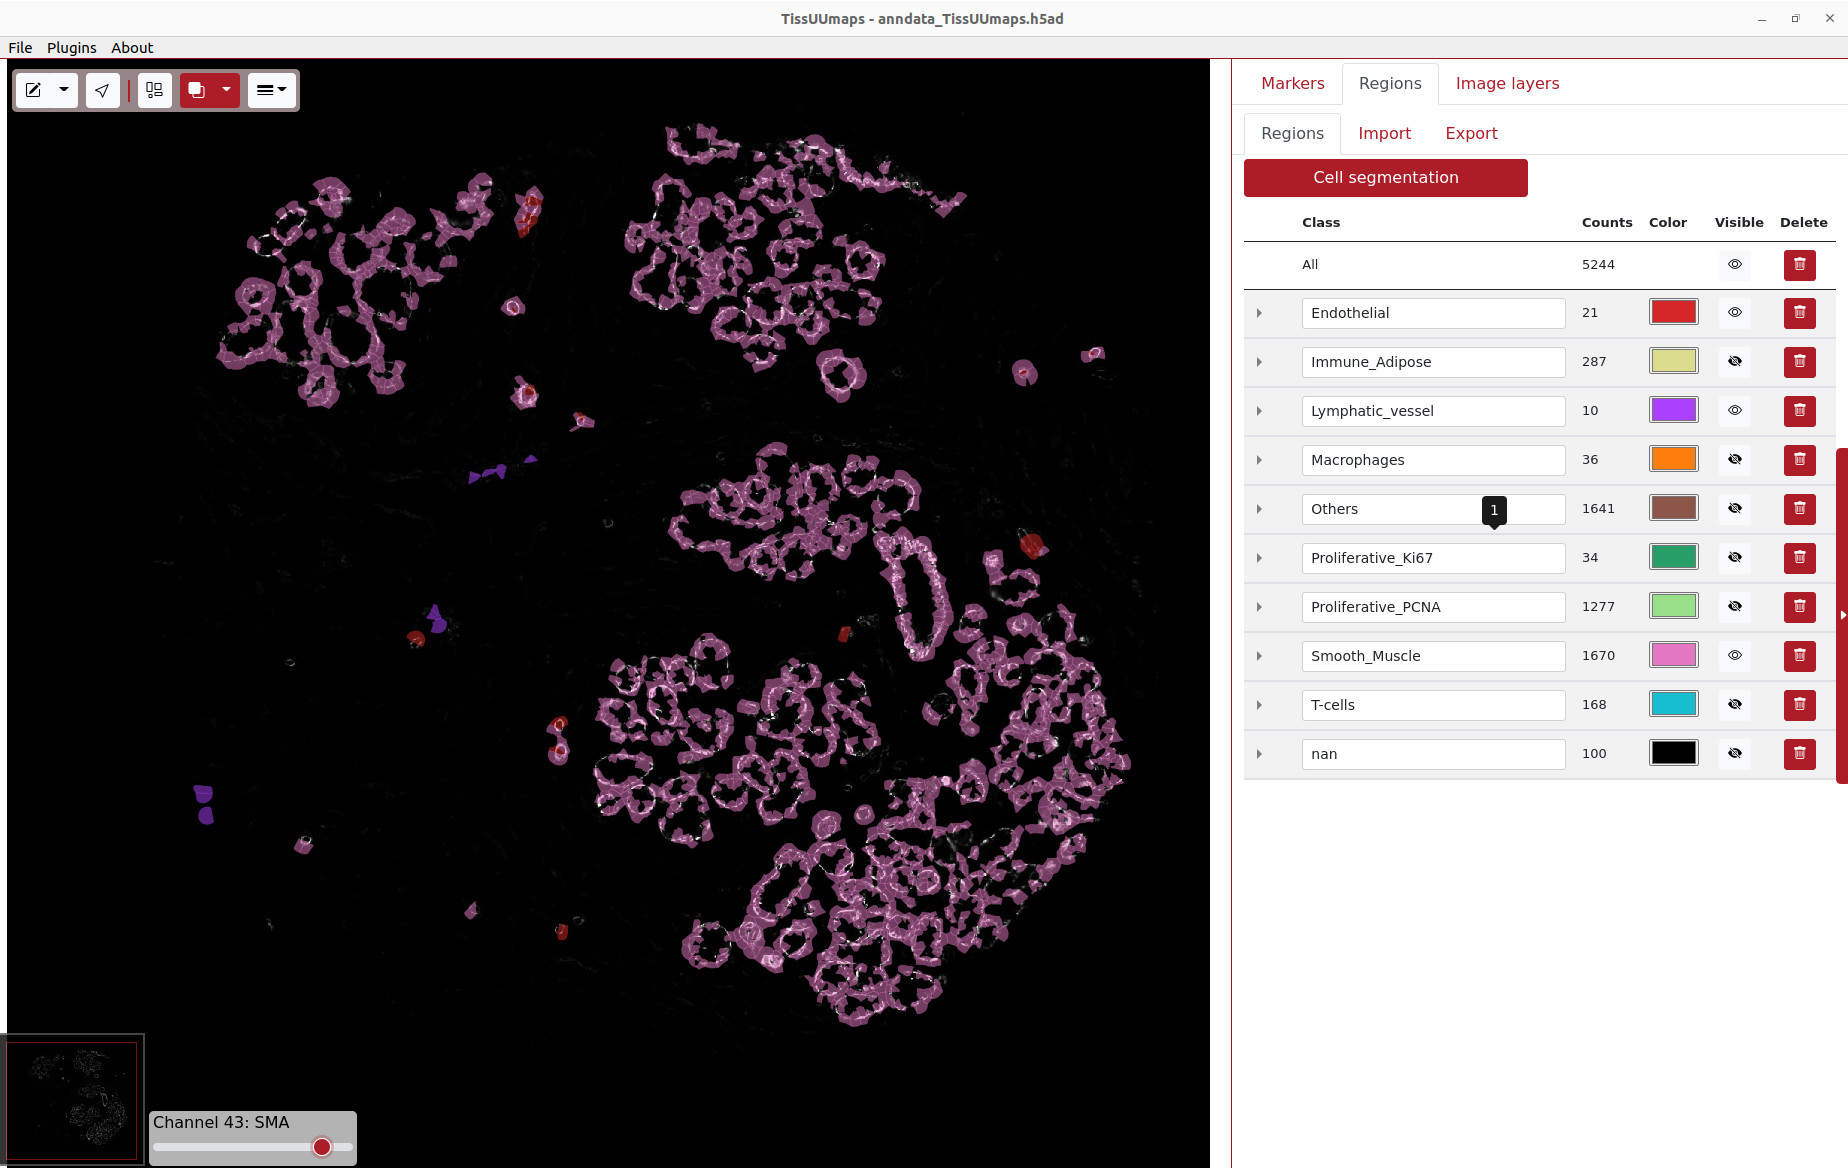 TissUUmaps - anndata_TissUUmaps.h5ad
File Plugins About
Markers Regions Image layers
Regions Import Export
Cell segmentation
Class Counts Color Visible Delete
All 5244
Endothelial 21
Immune_Adipose 287
Lymphatic_vessel 10
Macrophages 36
Others 1 1641
Proliferative_Ki67 34
Proliferative_PCNA 1277
Smooth_Muscle 1670
T-cells 168
nan 100
Channel 43: SMA